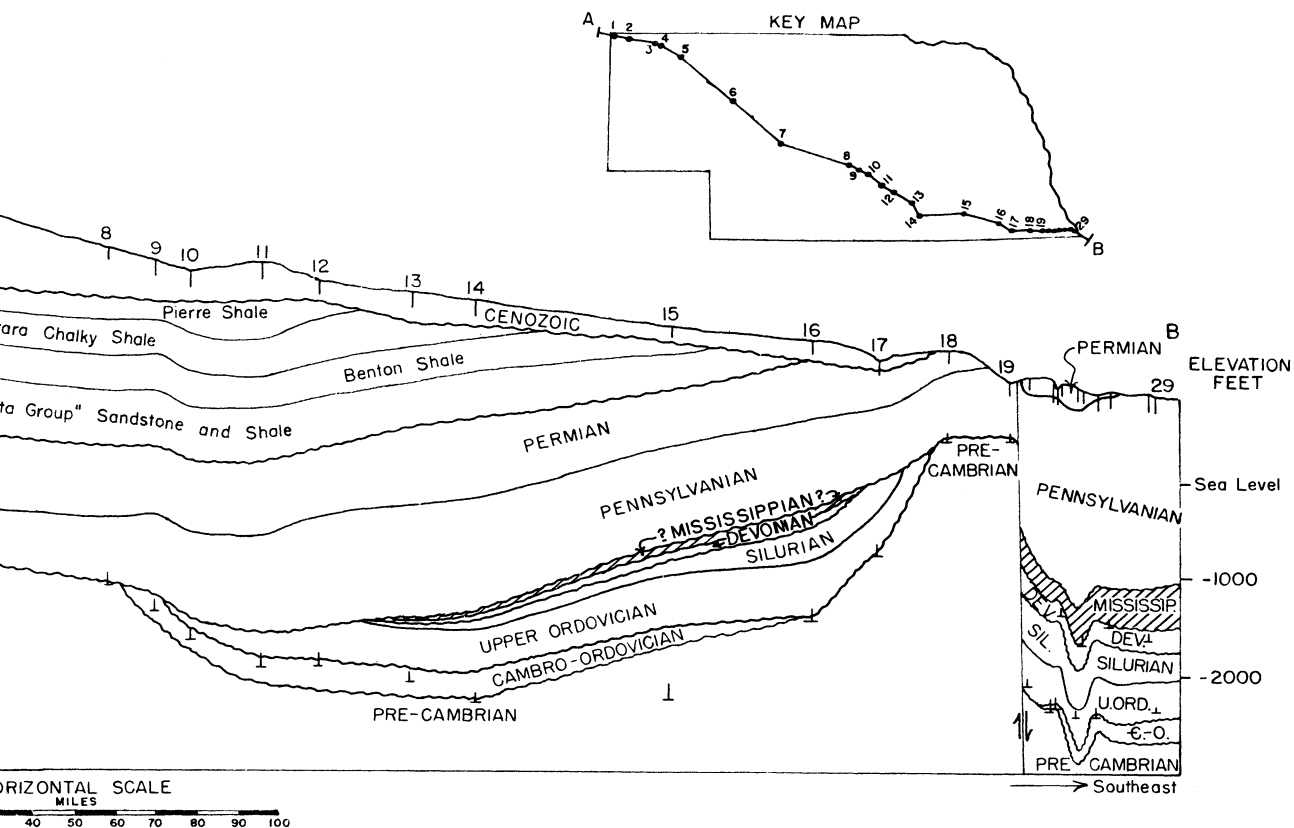 A
KEY MAP
1
2
3
4
5
6
7
8
9
10
11
12
13
14
15
16
17
18
19
29
B
8
9
10
11
12
13
14
15
16
17
18
19
29
B
PERMIAN
ELEVATION
FEET
Pierre Shale
CENOZOIC
ara Chalky Shale
Benton Shale
ta Group" Sandstone and Shale
PERMIAN
PRE-
CAMBRIAN
PENNSYLVANIAN
Sea Level
PENNSYLVANIAN
? MISSISSIPPIAN ?
DEVONIAN
SILURIAN
-1000
MISSISSIP.
DEV.
DEV.
SIL.
SILURIAN
UPPER ORDOVICIAN
-2000
CAMBRO-ORDOVICIAN
U.ORD.
Є.-O.
PRE-CAMBRIAN
PRE CAMBRIAN
Southeast
ORIZONTAL SCALE
MILES
40 50 60 70 80 90 100